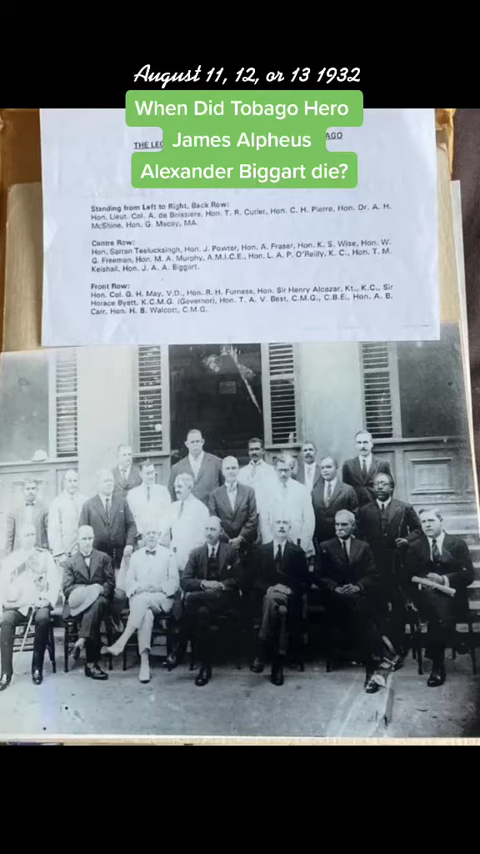 August 11, 12, or 13 1932
When Did Tobago Hero
James Alpheus
Alexander Biggart die?
THE LEG AGO
Standing from Left to Right, Back Row:
Hon. Lieut. Col. A. de Boissiere, Hon. T. R. Cutler, Hon. C. H. Pierre, Hon. Dr. A. H.
McShine, Hon. G. Macay, MA.
Centre Row:
Hon. Sarran Teelucksingh, Hon. J. Powter, Hon. A. Fraser, Hon. K. S. Wise, Hon. W.
G. Freeman, Hon. M. A. Murphy, A.M.I.C.E., Hon. L. A. P. O'Reilly, K. C., Hon. T. M.
Kelshall, Hon. J. A. A. Biggart.
Front Row:
Hon. Col. G. H. May, V.D., Hon. R. H. Furness, Hon. Sir Henry Alcazar, Kt., K.C., Sir
Horace Byatt, K.C.M.G. (Governor), Hon. T. A. V. Best, C.M.G., C.B.E., Hon. A. B.
Carr, Hon. H. B. Walcott, C.M.G.